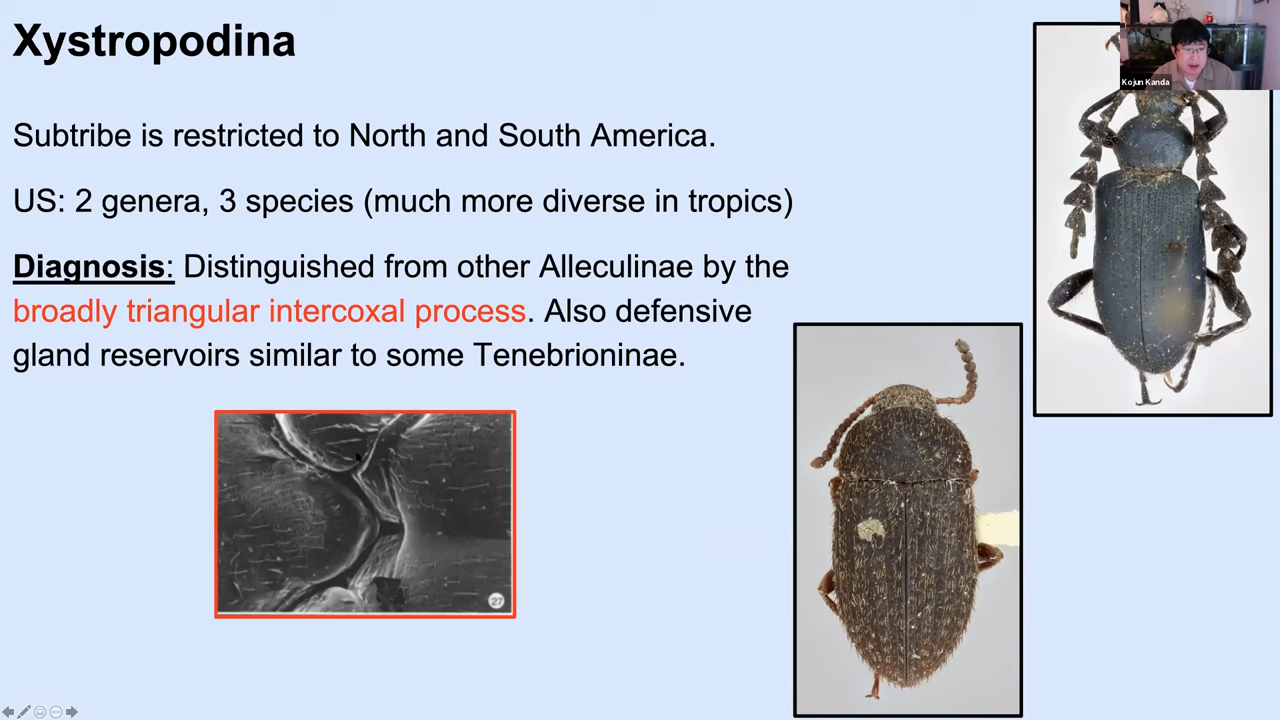 Xystropodina
Kojun Kanda
Subtribe is restricted to North and South America.
US: 2 genera, 3 species (much more diverse in tropics)
Diagnosis: Distinguished from other Alleculinae by the
broadly triangular intercoxal process. Also defensive
gland reservoirs similar to some Tenebrioninae.
27